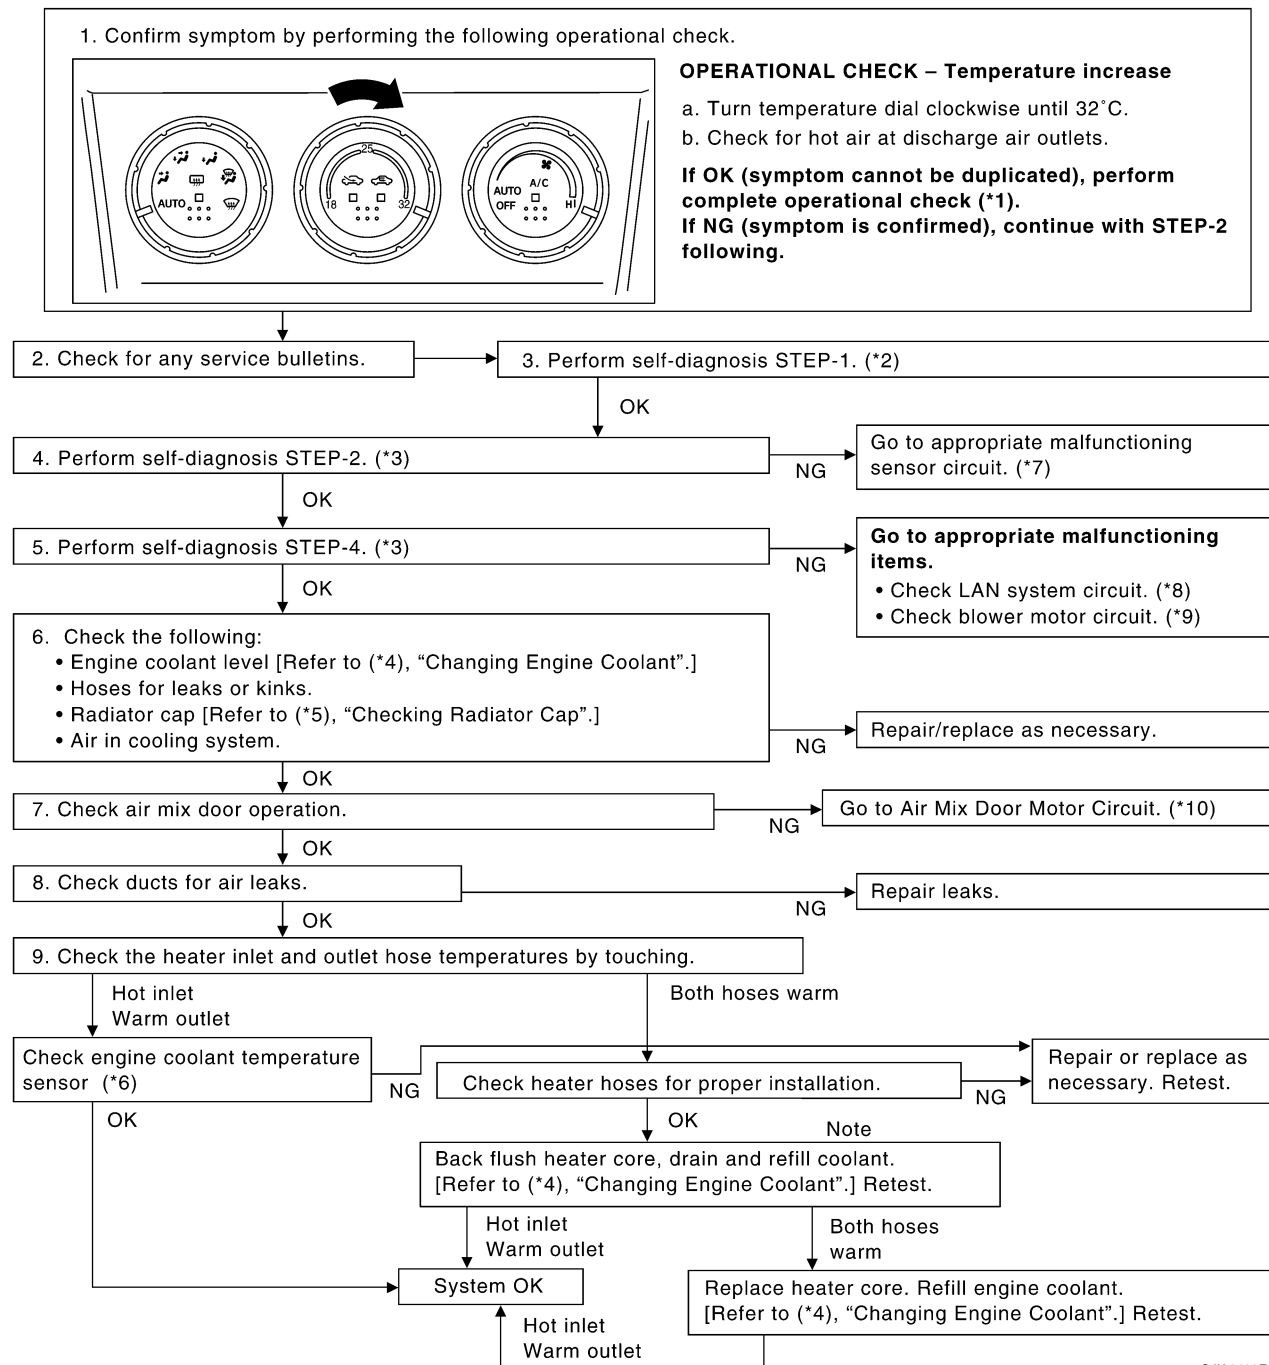 1. Confirm symptom by performing the following operational check.
OPERATIONAL CHECK – Temperature increase
a. Turn temperature dial clockwise until 32˚C.
b. Check for hot air at discharge air outlets.
If OK (symptom cannot be duplicated), perform
complete operational check (*1).
If NG (symptom is confirmed), continue with STEP-2
following.
AUTO
25
18
32
AUTO
OFF
A/C
HI
2. Check for any service bulletins.
3. Perform self-diagnosis STEP-1. (*2)
OK
4. Perform self-diagnosis STEP-2. (*3)
NG
Go to appropriate malfunctioning
sensor circuit. (*7)
OK
5. Perform self-diagnosis STEP-4. (*3)
NG
Go to appropriate malfunctioning
items.
• Check LAN system circuit. (*8)
• Check blower motor circuit. (*9)
OK
6. Check the following:
• Engine coolant level [Refer to (*4), “Changing Engine Coolant”.]
• Hoses for leaks or kinks.
• Radiator cap [Refer to (*5), “Checking Radiator Cap”.]
• Air in cooling system.
NG
Repair/replace as necessary.
OK
7. Check air mix door operation.
NG
Go to Air Mix Door Motor Circuit. (*10)
OK
8. Check ducts for air leaks.
NG
Repair leaks.
OK
9. Check the heater inlet and outlet hose temperatures by touching.
Hot inlet
Warm outlet
Both hoses warm
Check engine coolant temperature
sensor (*6)
NG
Check heater hoses for proper installation.
NG
Repair or replace as
necessary. Retest.
OK
OK
Note
Back flush heater core, drain and refill coolant.
[Refer to (*4), “Changing Engine Coolant”.] Retest.
Hot inlet
Warm outlet
Both hoses
warm
System OK
Replace heater core. Refill engine coolant.
[Refer to (*4), “Changing Engine Coolant”.] Retest.
Hot inlet
Warm outlet